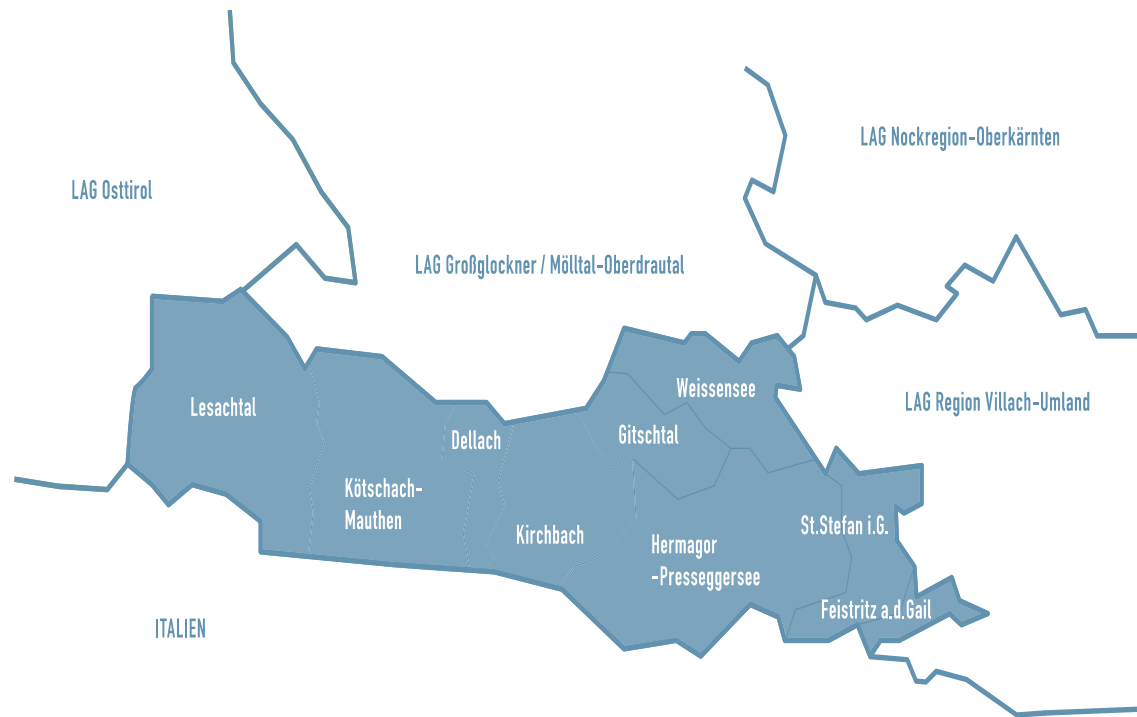 LAG Nockregion-Oberkärnten
LAG Osttirol
LAG Großglockner / Mölltal-Oberdrautal
Weissensee
LAG Region Villach-Umland
Lesachtal
Gitschtal
Dellach
Kötschach-
Mauthen
St.Stefan i.G.
Kirchbach
Hermagor
-Presseggersee
Feistritz a.d.Gail
ITALIEN